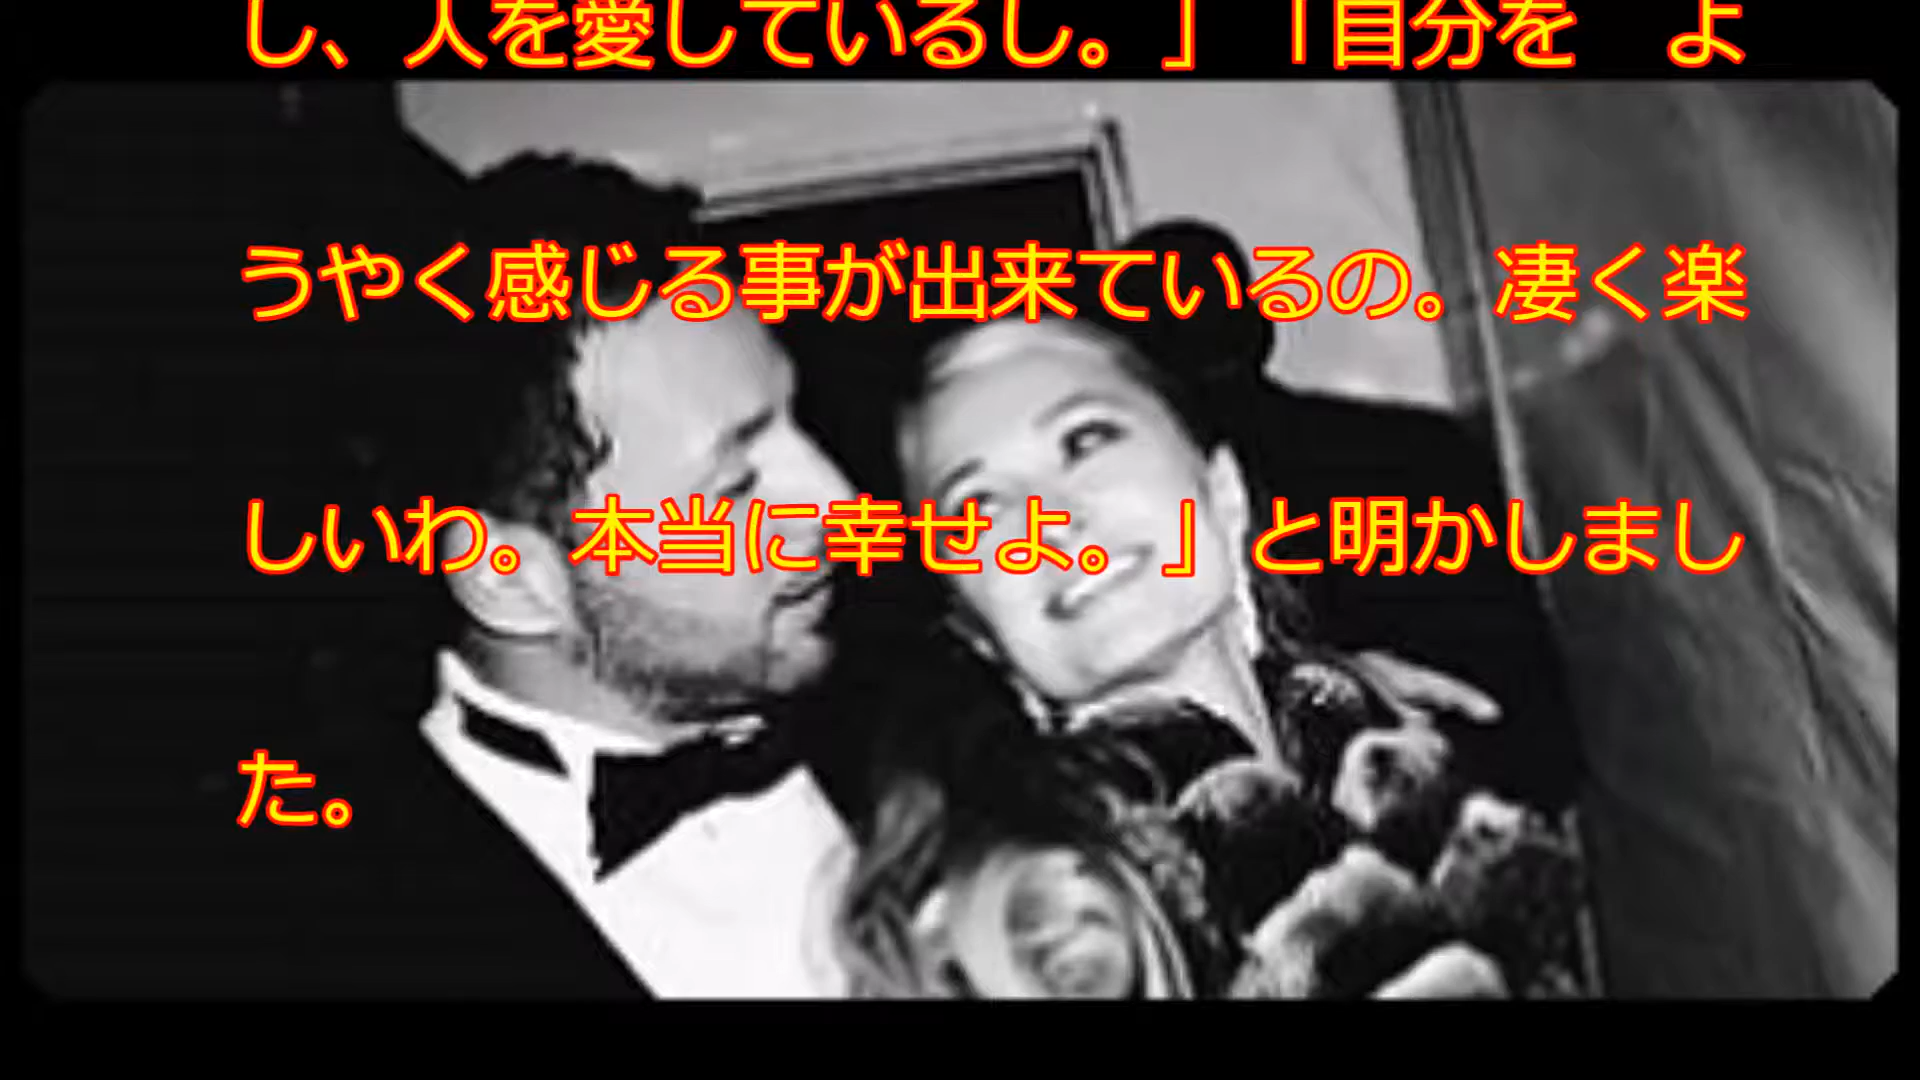 し、人を愛しているし。」「自分を　よ
うやく感じる事が出来ているの。凄く楽
しいわ。本当に幸せよ。」と明かしまし
た。